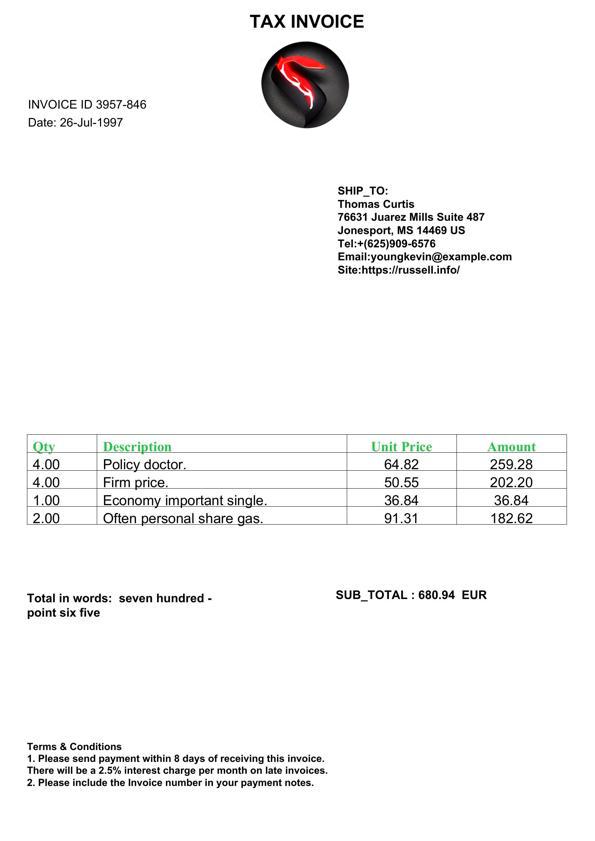 TAX INVOICE
INVOICE ID 3957-846
Date: 26-Jul-1997
SHIP_TO:
Thomas Curtis
76631 Juarez Mills Suite 487
Jonesport, MS 14469 US
Tel:+(625)909-6576
Email:youngkevin@example.com
Site:https://russell.info/
Qty Description Unit Price Amount
4.00 Policy doctor. 64.82 259.28
4.00 Firm price. 50.55 202.20
1.00 Economy important single. 36.84 36.84
2.00 Often personal share gas. 91.31 182.62
Total in words: seven hundred -
point six five
SUB_TOTAL : 680.94 EUR
Terms & Conditions
1. Please send payment within 8 days of receiving this invoice.
There will be a 2.5% interest charge per month on late invoices.
2. Please include the Invoice number in your payment notes.